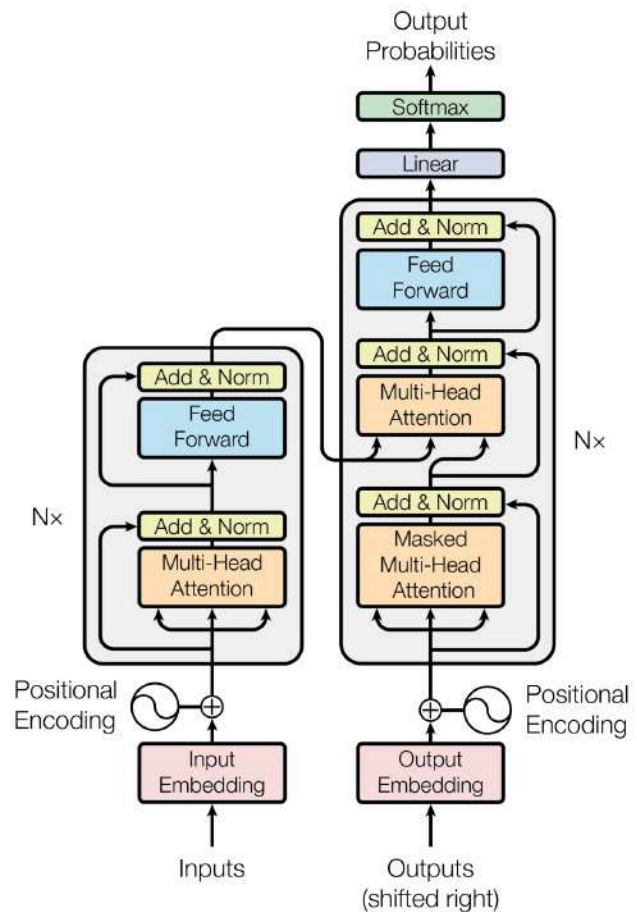 Output
Probabilities
Softmax
Linear
Add & Norm
Feed
Forward
Add & Norm
Multi-Head
Attention
Nx
Add & Norm
Masked
Multi-Head
Attention
Add & Norm
Feed
Forward
Nx
Add & Norm
Multi-Head
Attention
Positional
Encoding
Positional
Encoding
Input
Embedding
Output
Embedding
Inputs
Outputs
(shifted right)